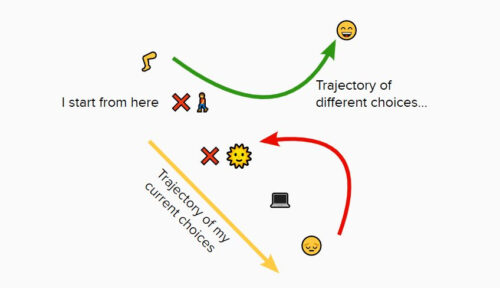 I start from here
Trajectory of
different choices...
Trajectory of my
current choices